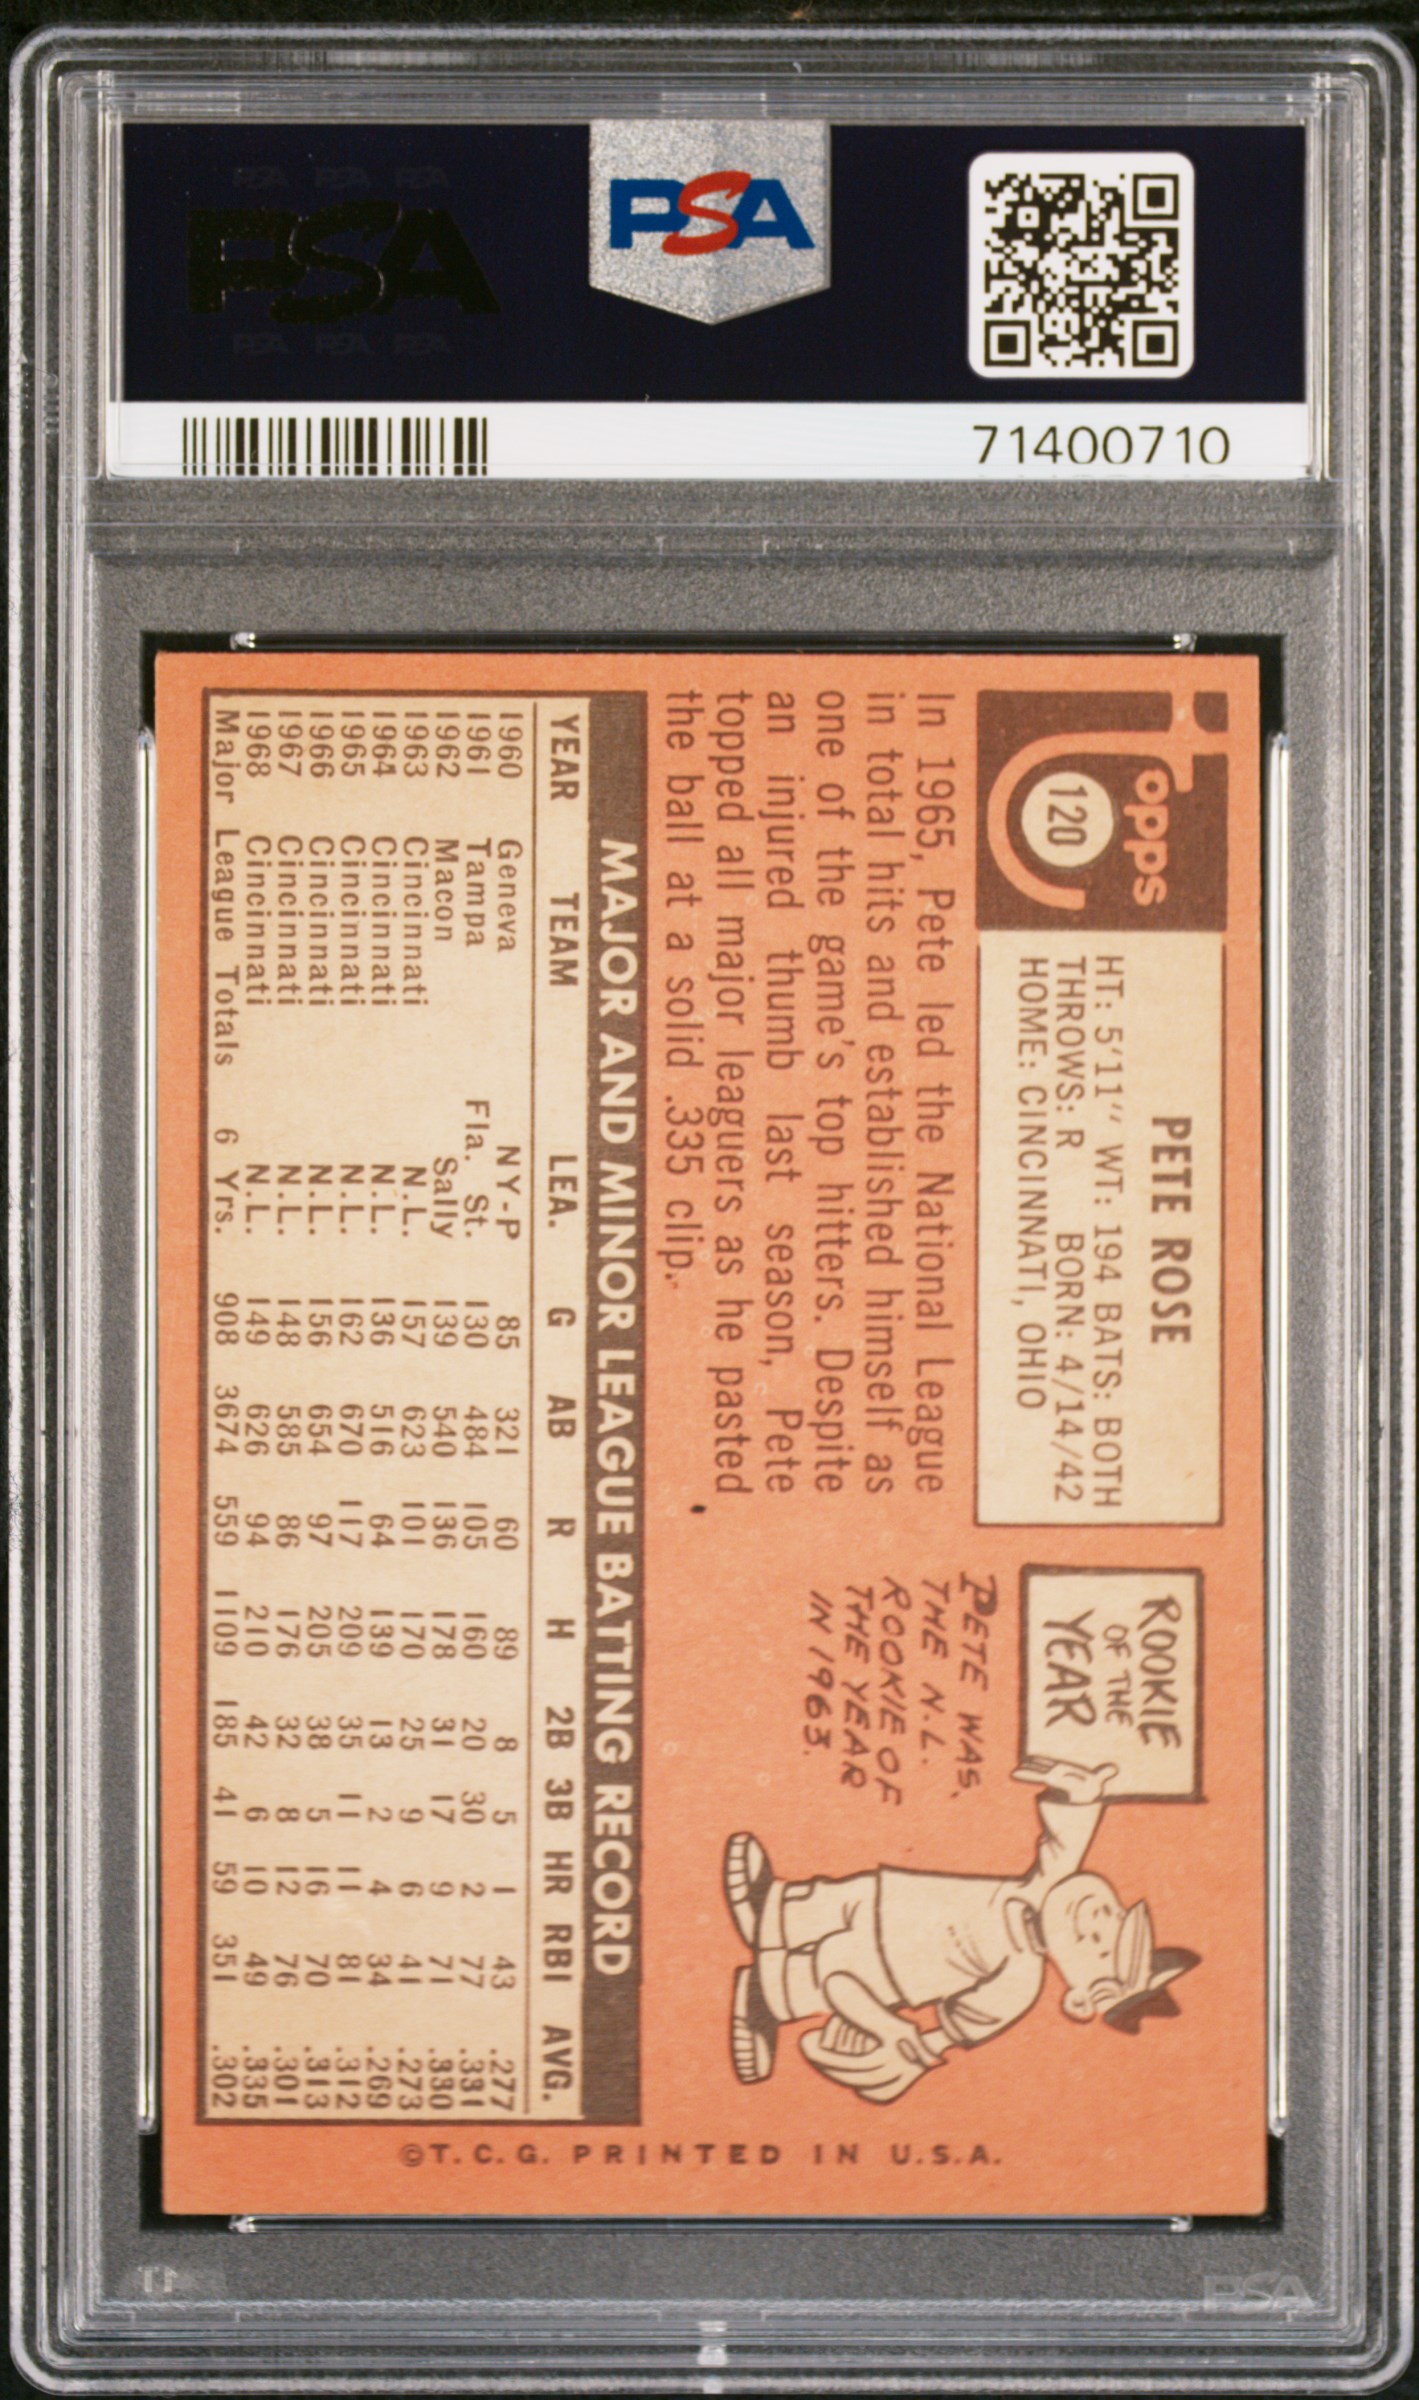 PSA PSA PSA
PSA
PSA PSA PSA
PSA
71400710
Topps
120
PETE ROSE
HT: 5'11" WT: 194 BATS: BOTH
THROWS: R BORN: 4/14/42
HOME: CINCINNATI, OHIO
In 1965, Pete led the National League
in total hits and established himself as
one of the game's top hitters. Despite
an injured thumb last season, Pete
topped all major leaguers as he pasted
the ball at a solid .335 clip.
ROOKIE
OF THE
YEAR
PETE WAS
THE N.L.
ROOKIE OF
THE YEAR
IN 1963.
MAJOR AND MINOR LEAGUE BATTING RECORD
YEAR TEAM LEA. G AB R H 2B 3B HR RBI AVG.
1960 Geneva NY-P 85 321 60 89 8 5 1 43 .277
1961 Tampa Fla. St. 130 484 105 160 20 30 2 77 .331
1962 Macon Sally 139 540 136 178 31 17 9 71 .330
1963 Cincinnati N.L. 157 623 101 170 25 9 6 41 .273
1964 Cincinnati N.L. 136 516 64 139 13 2 4 34 .269
1965 Cincinnati N.L. 162 670 117 209 35 11 11 81 .312
1966 Cincinnati N.L. 156 654 97 205 38 5 16 70 .313
1967 Cincinnati N.L. 148 585 86 176 32 8 12 76 .301
1968 Cincinnati N.L. 149 626 94 210 42 6 10 49 .335
Major League Totals 6 Yrs. 908 3674 559 1109 185 41 59 351 .302
©T.C.G. PRINTED IN U.S.A.
PSA